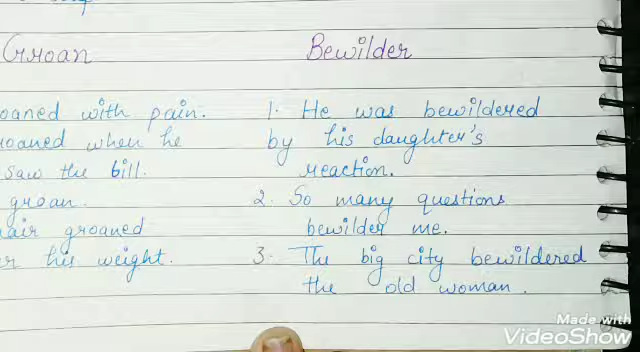 Groan
oaned with pain.
roaned when he
saw the bill.
groan.
air groaned
er his weight.
Bewilder
1. He was bewildered
by his daughter's
reaction.
2. So many questions
bewilder me.
3. The big city bewildered
the old woman.
Made with
VideoShow